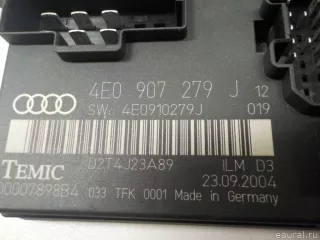 4E0 907 279 J 12
SW: 4E0910279J 019
D2T4J23A89 ILM D3
TEMIC 23.09.2004
00007898B4 033 TFK 0001 Made in Germany
eaural.ru